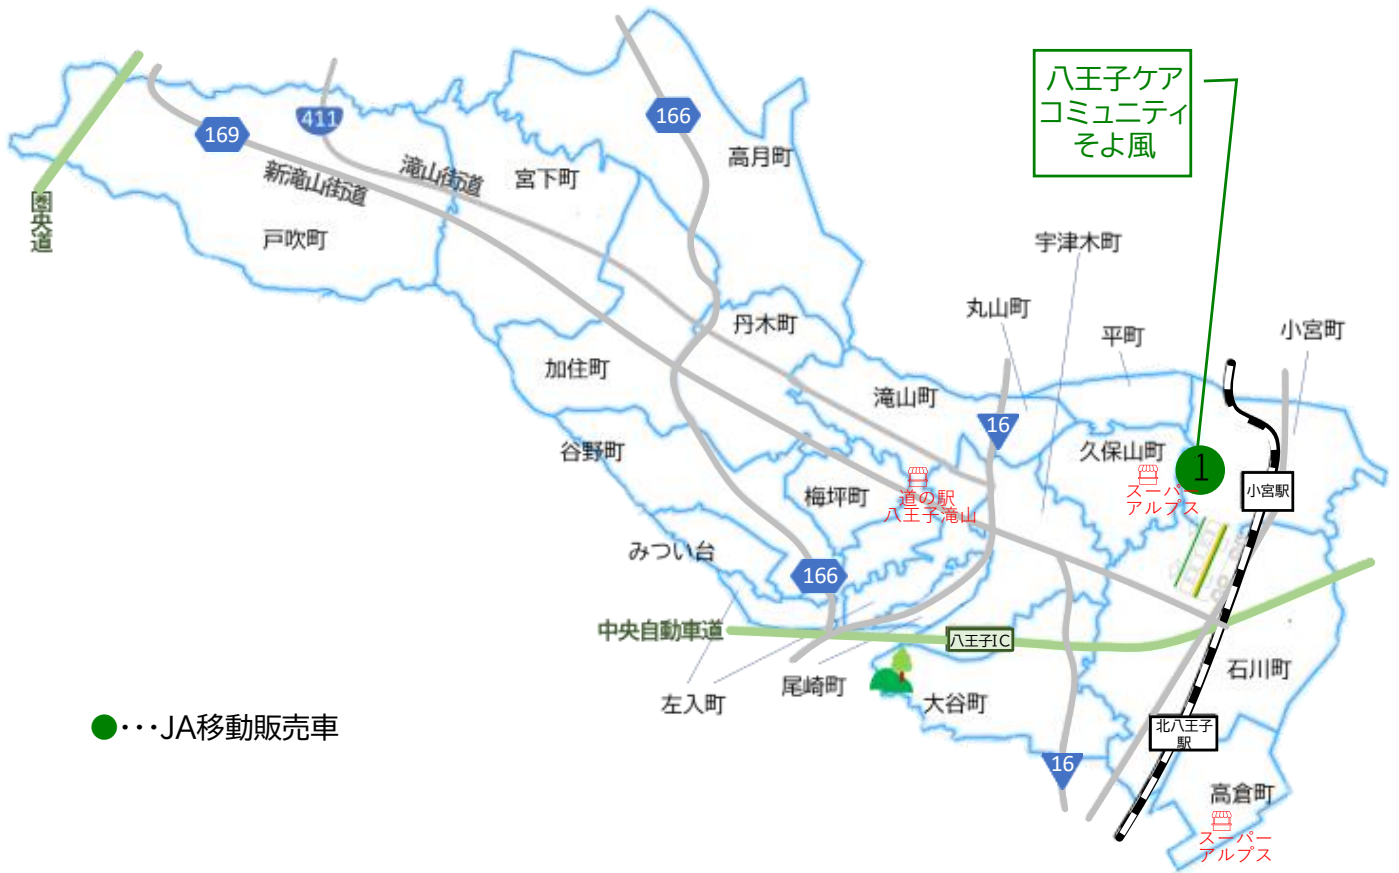 八王子ケア
コミュニティ
そよ風
166
411
169
高月町
滝山街道
宮下町
新滝山街道
圏央道
戸吹町
宇津木町
丸山町
丹木町
平町
小宮町
加住町
滝山町
16
谷野町
久保山町
1
スーパー
アルプス
小宮駅
梅坪町
道の駅
八王子滝山
みつい台
166
中央自動車道
八王子IC
石川町
尾崎町
左入町
大谷町
●・・・JA移動販売車
北八王子
駅
16
高倉町
スーパー
アルプス